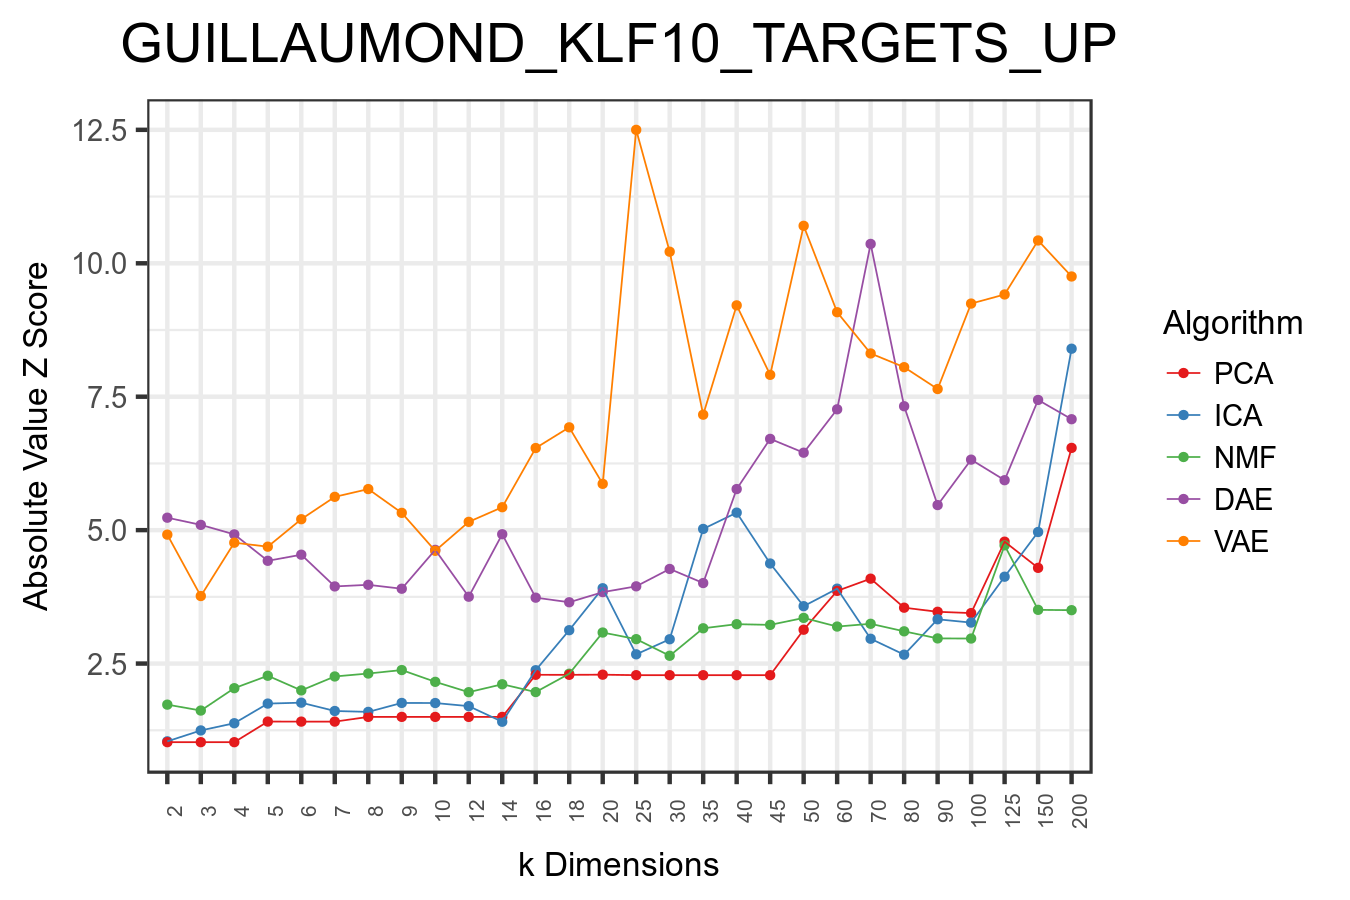 GUILLAUMOND_KLF10_TARGETS_UP
Absolute Value Z Score
12.5
10.0
7.5
5.0
2.5
2 3 4 5 6 7 8 9 10 12 14 16 18 20 25 30 35 40 45 50 60 70 80 90 100 125 150 200
k Dimensions
Algorithm
PCA
ICA
NMF
DAE
VAE